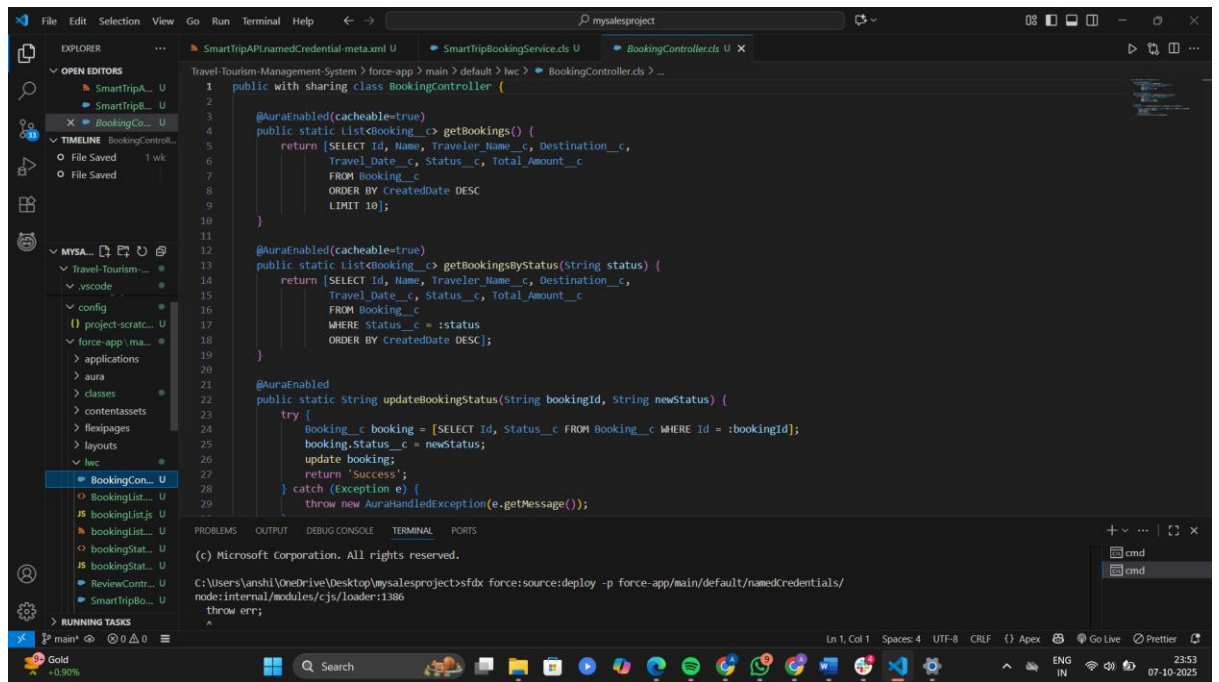 File Edit Selection View Go Run Terminal Help
mysalesproject
EXPLORER
OPEN EDITORS
SmartTripA... U
SmartTripB... U
BookingCo... U
TIMELINE BookingControll...
File Saved 1 wk
File Saved
MYSA...
Travel-Tourism-...
.vscode
config
{} project-scratc... U
force-app\ma...
applications
aura
classes
contentassets
flexipages
layouts
lwc
BookingCon... U
BookingList.... U
JS bookingList.js U
bookingList.... U
bookingStat... U
JS bookingStat... U
ReviewContr... U
SmartTripBo... U
RUNNING TASKS
33
SmartTripAPI.namedCredential-meta.xml U
SmartTripBookingService.cls U
BookingController.cls U
Travel-Tourism-Management-System > force-app > main > default > lwc > BookingController.cls > ...
1 public with sharing class BookingController {
2
3 @AuraEnabled(cacheable=true)
4 public static List<Booking__c> getBookings() {
5 return [SELECT Id, Name, Traveler_Name__c, Destination__c,
6 Travel_Date__c, Status__c, Total_Amount__c
7 FROM Booking__c
8 ORDER BY CreatedDate DESC
9 LIMIT 10];
10 }
11
12 @AuraEnabled(cacheable=true)
13 public static List<Booking__c> getBookingsByStatus(String status) {
14 return [SELECT Id, Name, Traveler_Name__c, Destination__c,
15 Travel_Date__c, Status__c, Total_Amount__c
16 FROM Booking__c
17 WHERE Status__c = :status
18 ORDER BY CreatedDate DESC];
19 }
20
21 @AuraEnabled
22 public static String updateBookingStatus(String bookingId, String newStatus) {
23 try {
24 Booking__c booking = [SELECT Id, Status__c FROM Booking__c WHERE Id = :bookingId];
25 booking.Status__c = newStatus;
26 update booking;
27 return 'Success';
28 } catch (Exception e) {
29 throw new AuraHandledException(e.getMessage());
PROBLEMS OUTPUT DEBUG CONSOLE TERMINAL PORTS
(c) Microsoft Corporation. All rights reserved.
C:\Users\anshi\OneDrive\Desktop\mysalesproject>sfdx force:source:deploy -p force-app/main/default/namedCredentials/
node:internal/modules/cjs/loader:1386
throw err;
^
cmd
cmd
main* 0 0 Ln 1, Col 1 Spaces: 4 UTF-8 CRLF {} Apex Go Live Prettier
Gold
+0.90%
Search
ENG
IN
23:53
07-10-2025